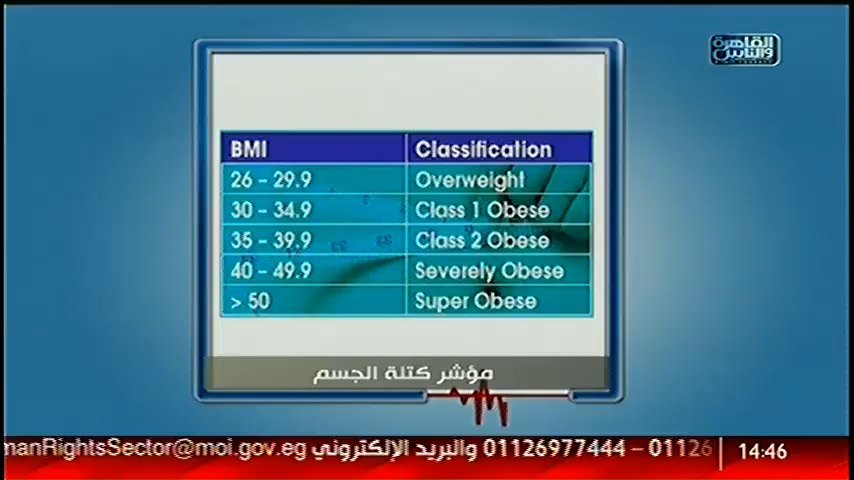 القاهرة
والناس
BMI Classification
26 - 29.9 Overweight
30 - 34.9 Class 1 Obese
35 - 39.9 Class 2 Obese
40 - 49.9 Severely Obese
> 50 Super Obese
مؤشر كتلة الجسم
manRightsSector@moi.gov.eg والبريد الإلكتروني 01126977444 - 01126
14:46